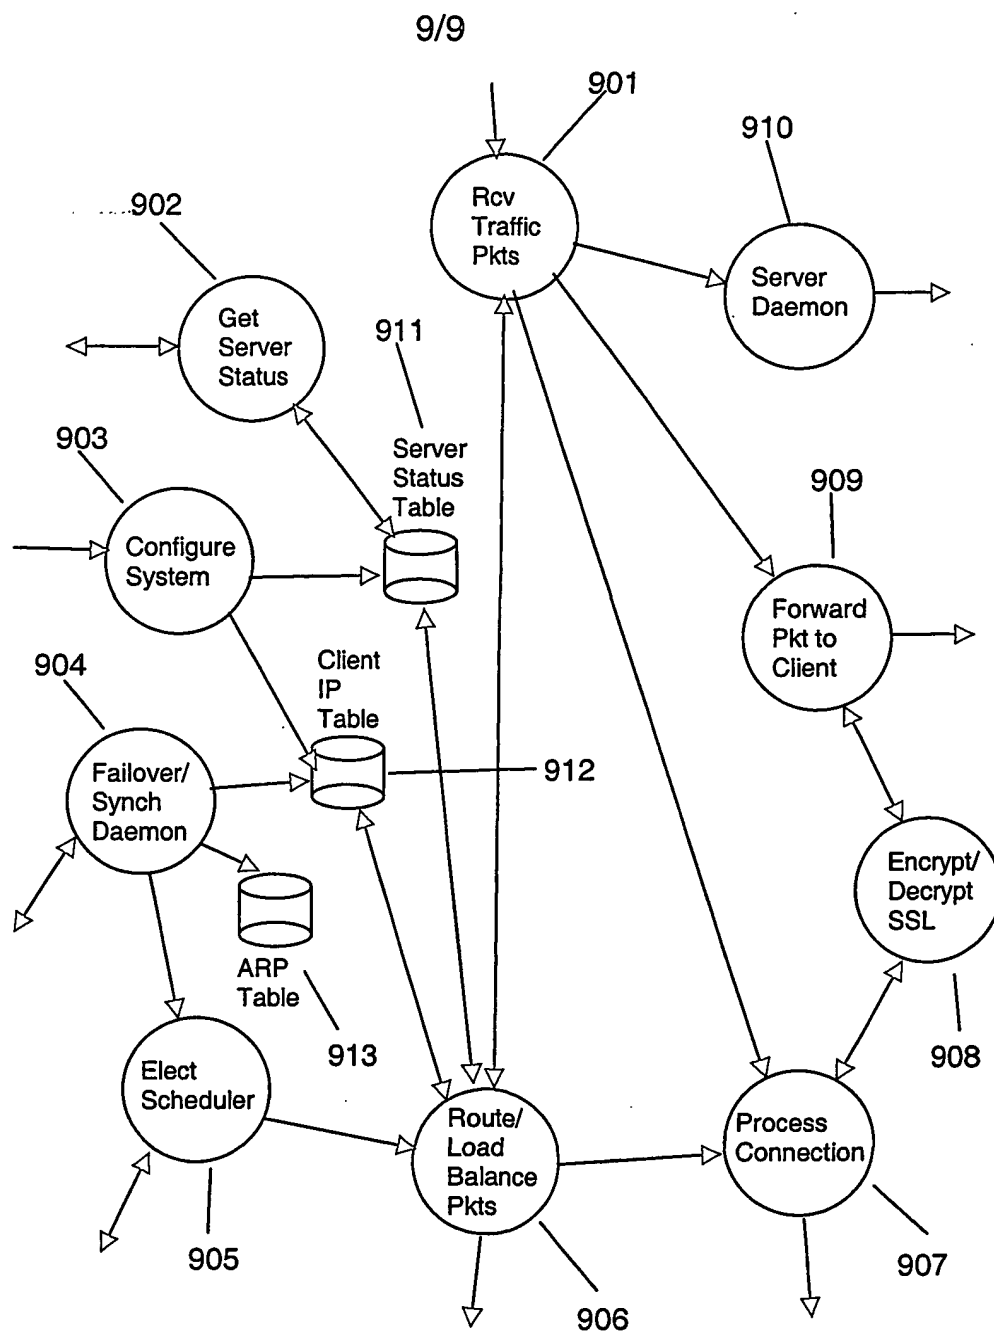 9/9
901
910
Rcv
Traffic
Pkts
902
Server
Daemon
Get
Server
Status
911
903
Server
Status
Table
909
Configure
System
Forward
Pkt to
Client
904
Client
IP
Table
912
Failover/
Synch
Daemon
Encrypt/
Decrypt
SSL
ARP
Table
913
908
Elect
Scheduler
Route/
Load
Balance
Pkts
Process
Connection
905
907
906